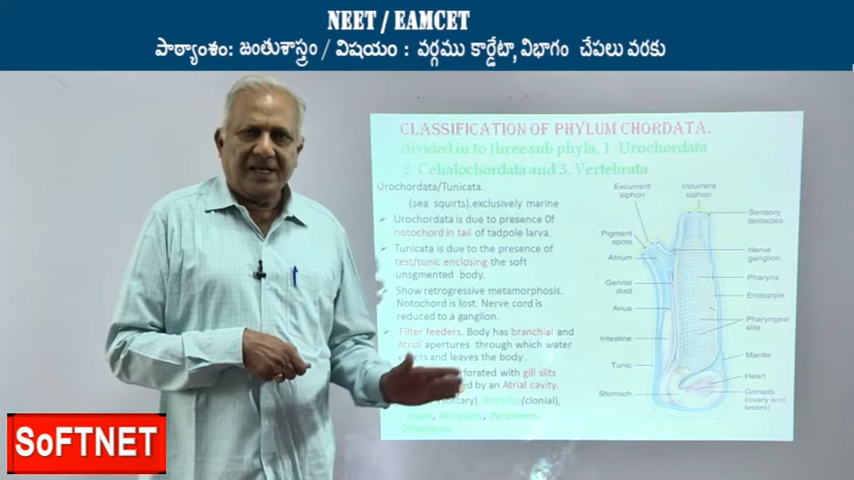 NEET / EAMCET
పాఠ్యాంశం: జంతుశాస్త్రం / విషయం : వర్గము కార్డేటా, విభాగం చేపలు వరకు
CLASSIFICATION OF PHYLUM CHORDATA.
divided in to three sub phyla. 1. Urochordata
2. Cehalochordata and 3. Vertebrata
Urochordata/Tunicata.
(sea squirts).exclusively marine
Urochordata is due to presence 0f
notochord in tail of tadpole larva.
Tunicata is due to the presence of
test/tunic enclosing the soft
unsgmented body.
Show retrogressive metamorphosis.
Notochord is lost. Nerve cord is
reduced to a ganglion.
Filter feeders. Body has branchial and
Atrial apertures through which water
and leaves the body.
with gill slits
by an Atrial cavity.
Salpa, Doliolum, Pyrosoma,
Excurrent
siphon
Incurrent
siphon
Pigment
spots
Atrium
Genital
duct
Anus
Intestine
Tunic
Stomach
Sensory
tentacles
Nerve
ganglion
Pharynx
Endostyle
Pharyngeal
slits
Mantle
Heart
Gonads
(ovary and
testes)
SoFTNET